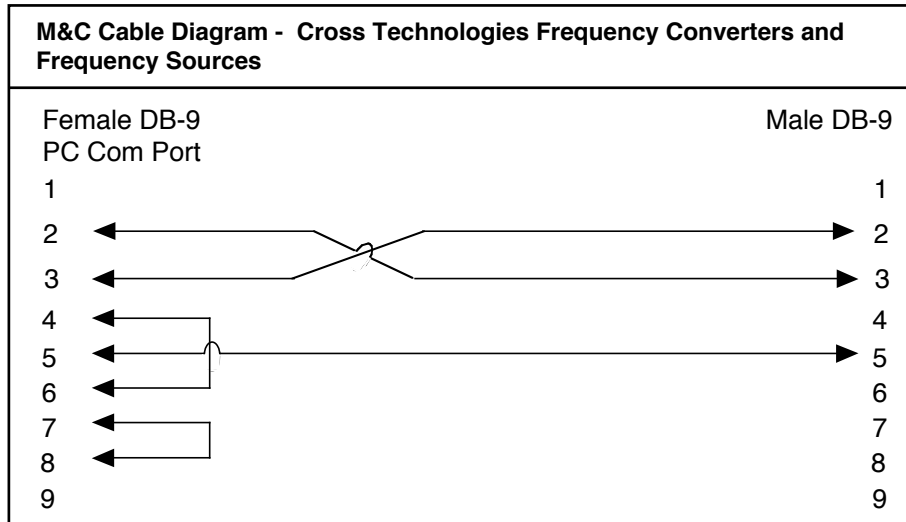 M&C Cable Diagram - Cross Technologies Frequency Converters and
Frequency Sources
Female DB-9 Male DB-9
PC Com Port
1 1
2 2
3 3
4 4
5 5
6 6
7 7
8 8
9 9